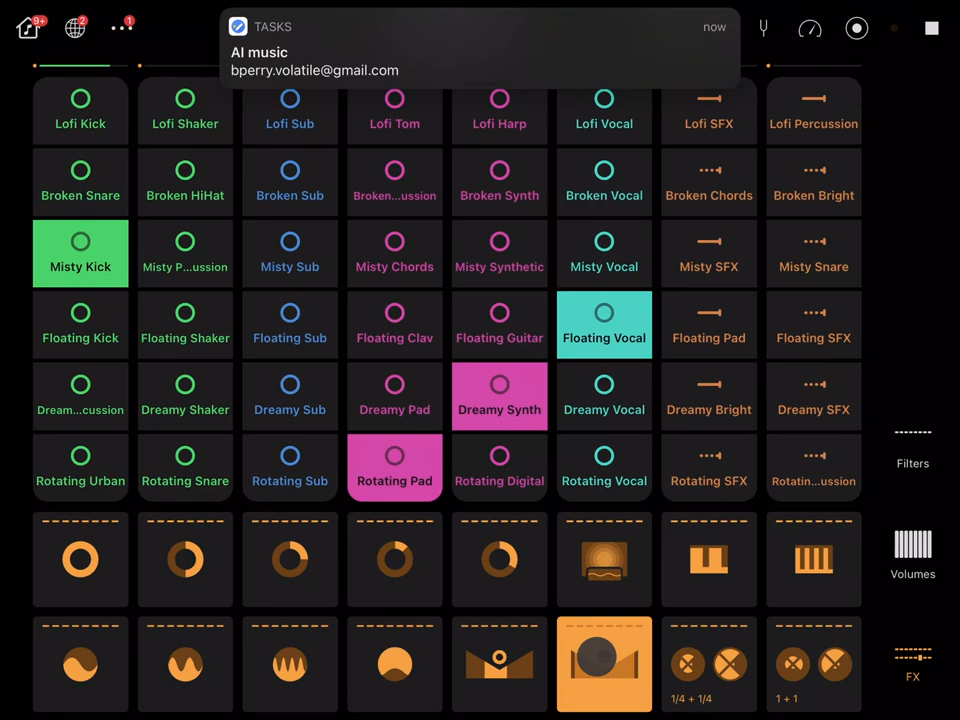 9+
2
1
TASKS
now
AI music
bperry.volatile@gmail.com
Lofi Kick
Lofi Shaker
Lofi Sub
Lofi Tom
Lofi Harp
Lofi Vocal
Lofi SFX
Lofi Percussion
Broken Snare
Broken HiHat
Broken Sub
Broken...ussion
Broken Synth
Broken Vocal
Broken Chords
Broken Bright
Misty Kick
Misty P...ussion
Misty Sub
Misty Chords
Misty Synthetic
Misty Vocal
Misty SFX
Misty Snare
Floating Kick
Floating Shaker
Floating Sub
Floating Clav
Floating Guitar
Floating Vocal
Floating Pad
Floating SFX
Dream...cussion
Dreamy Shaker
Dreamy Sub
Dreamy Pad
Dreamy Synth
Dreamy Vocal
Dreamy Bright
Dreamy SFX
Filters
Rotating Urban
Rotating Snare
Rotating Sub
Rotating Pad
Rotating Digital
Rotating Vocal
Rotating SFX
Rotatin...ussion
Volumes
FX
1/4 + 1/4
1 + 1